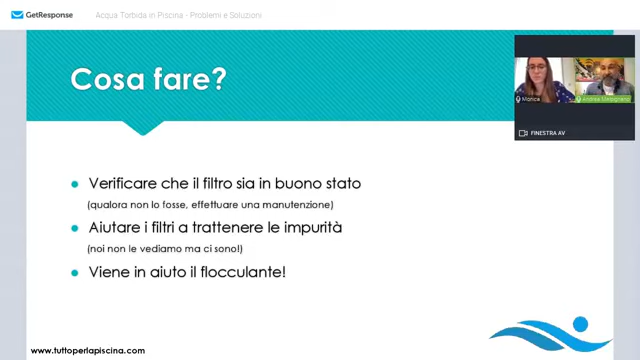 GetResponse
Acqua Torbida in Piscina - Problemi e Soluzioni
Cosa fare?
Monica
Andrea
FINESTRA AV
Verificare che il filtro sia in buono stato
(qualora non lo fosse, effettuare una manutenzione)
Aiutare i filtri a trattenere le impurità
(noi non le vediamo ma ci sono!)
Viene in aiuto il flocculante!
www.tuttoperlapiscina.com